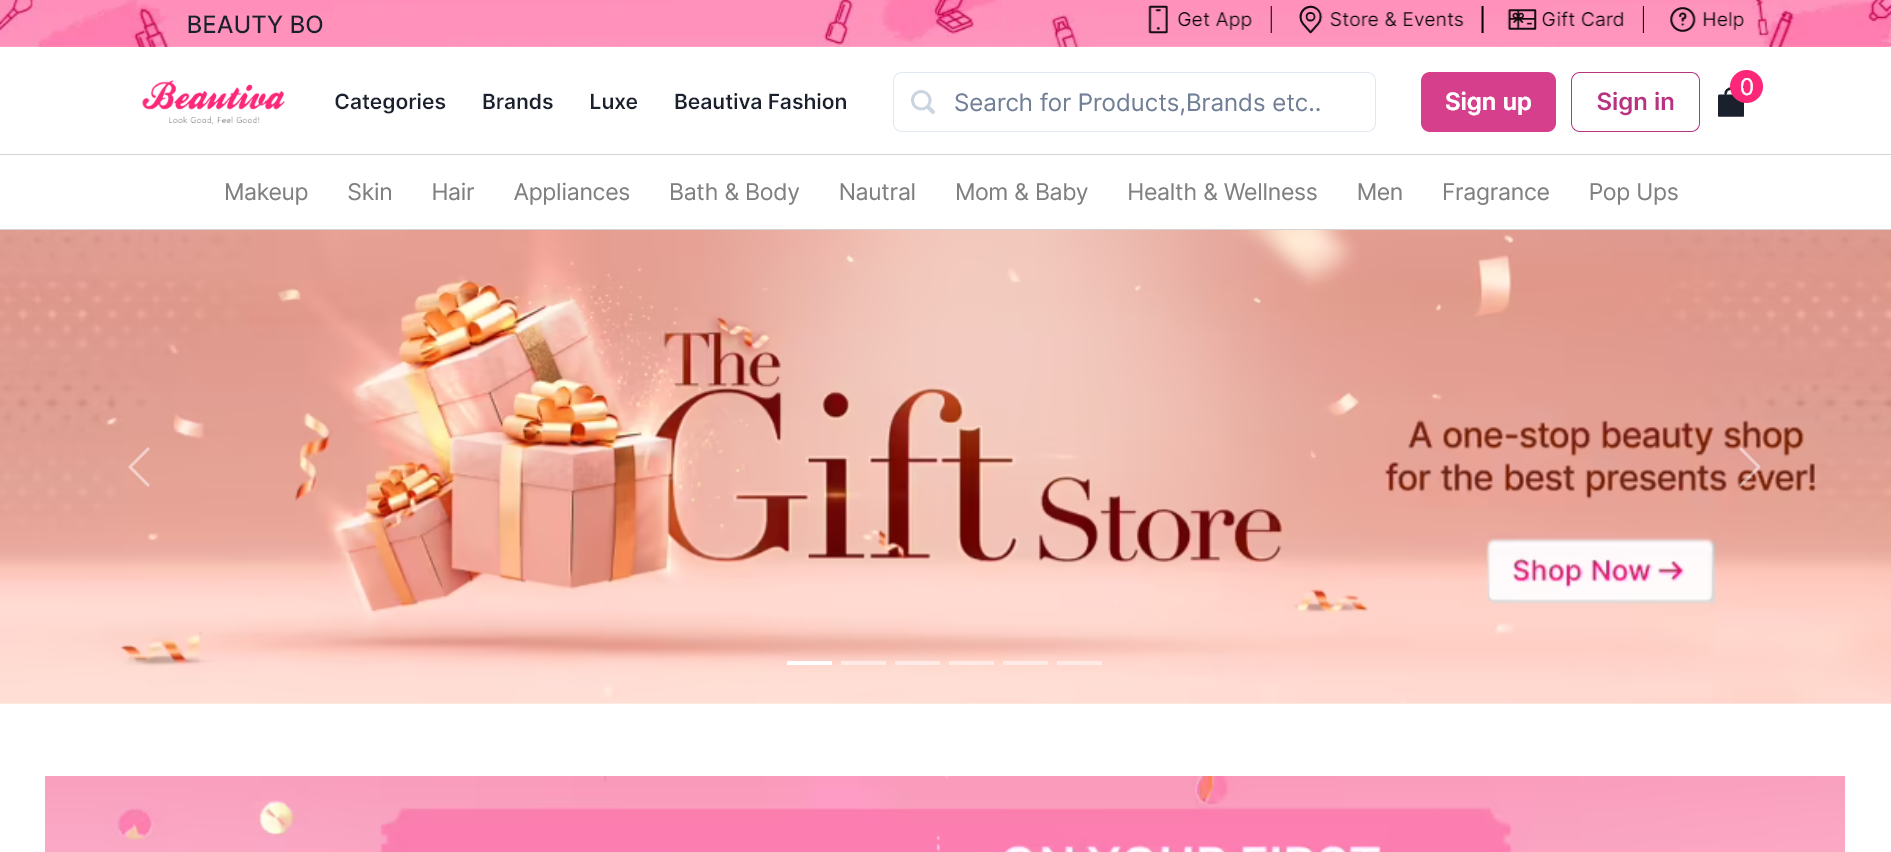 BEAUTY BO
Get App
Store & Events
Gift Card
Help
Beautiva
Look Good, Feel Good!
Categories
Brands
Luxe
Beautiva Fashion
Search for Products,Brands etc..
Sign up
Sign in
0
Makeup
Skin
Hair
Appliances
Bath & Body
Nautral
Mom & Baby
Health & Wellness
Men
Fragrance
Pop Ups
The
Gift Store
A one-stop beauty shop
for the best presents ever!
Shop Now
ON YOUR FIRST